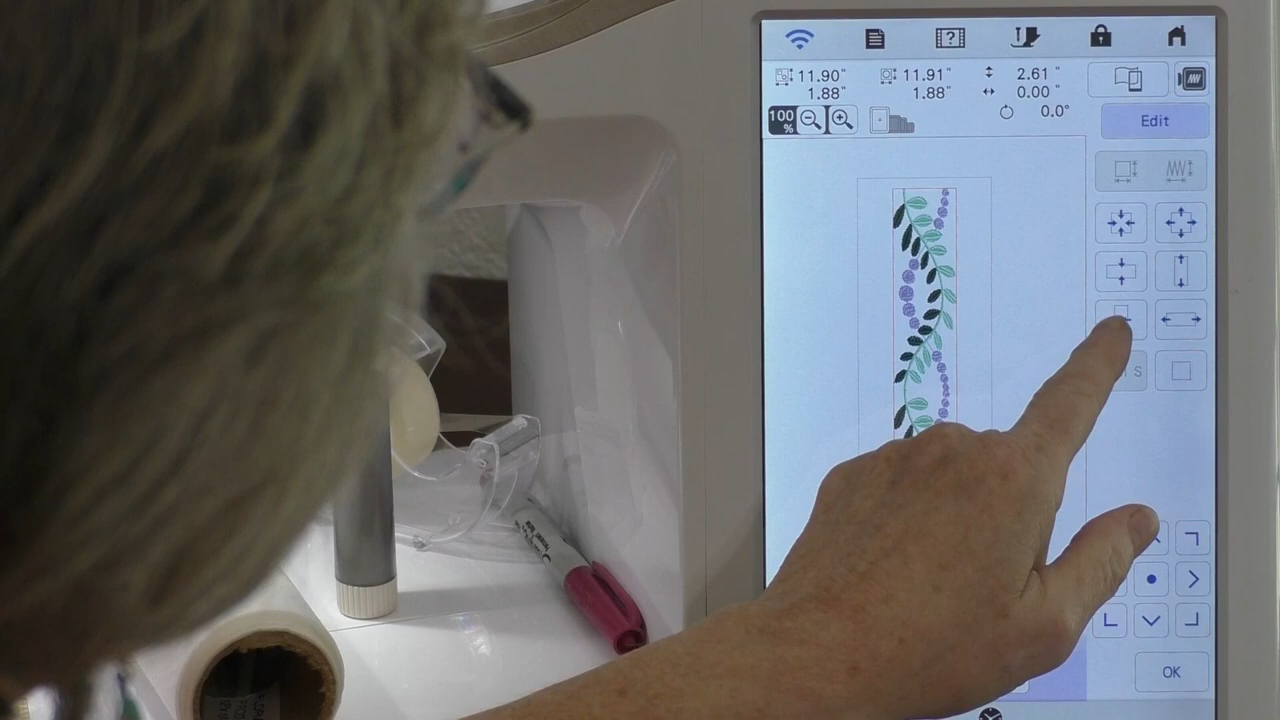 11.90" 11.91" 2.61"
1.88" 1.88" 0.00"
100 % 0.0°
Edit
S
OK